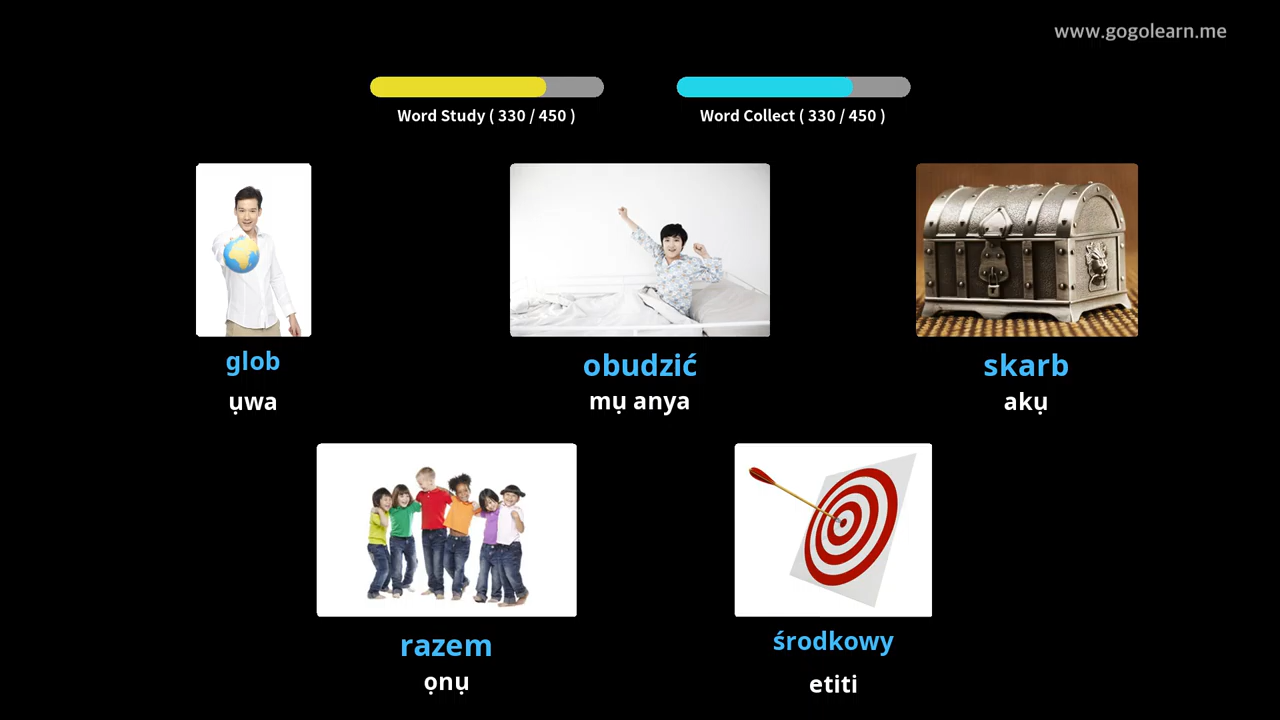 www.gogolearn.me
Word Study ( 330 / 450 )
Word Collect ( 330 / 450 )
glob
ụwa
obudzić
mụ anya
skarb
akụ
razem
ọnụ
środkowy
etiti